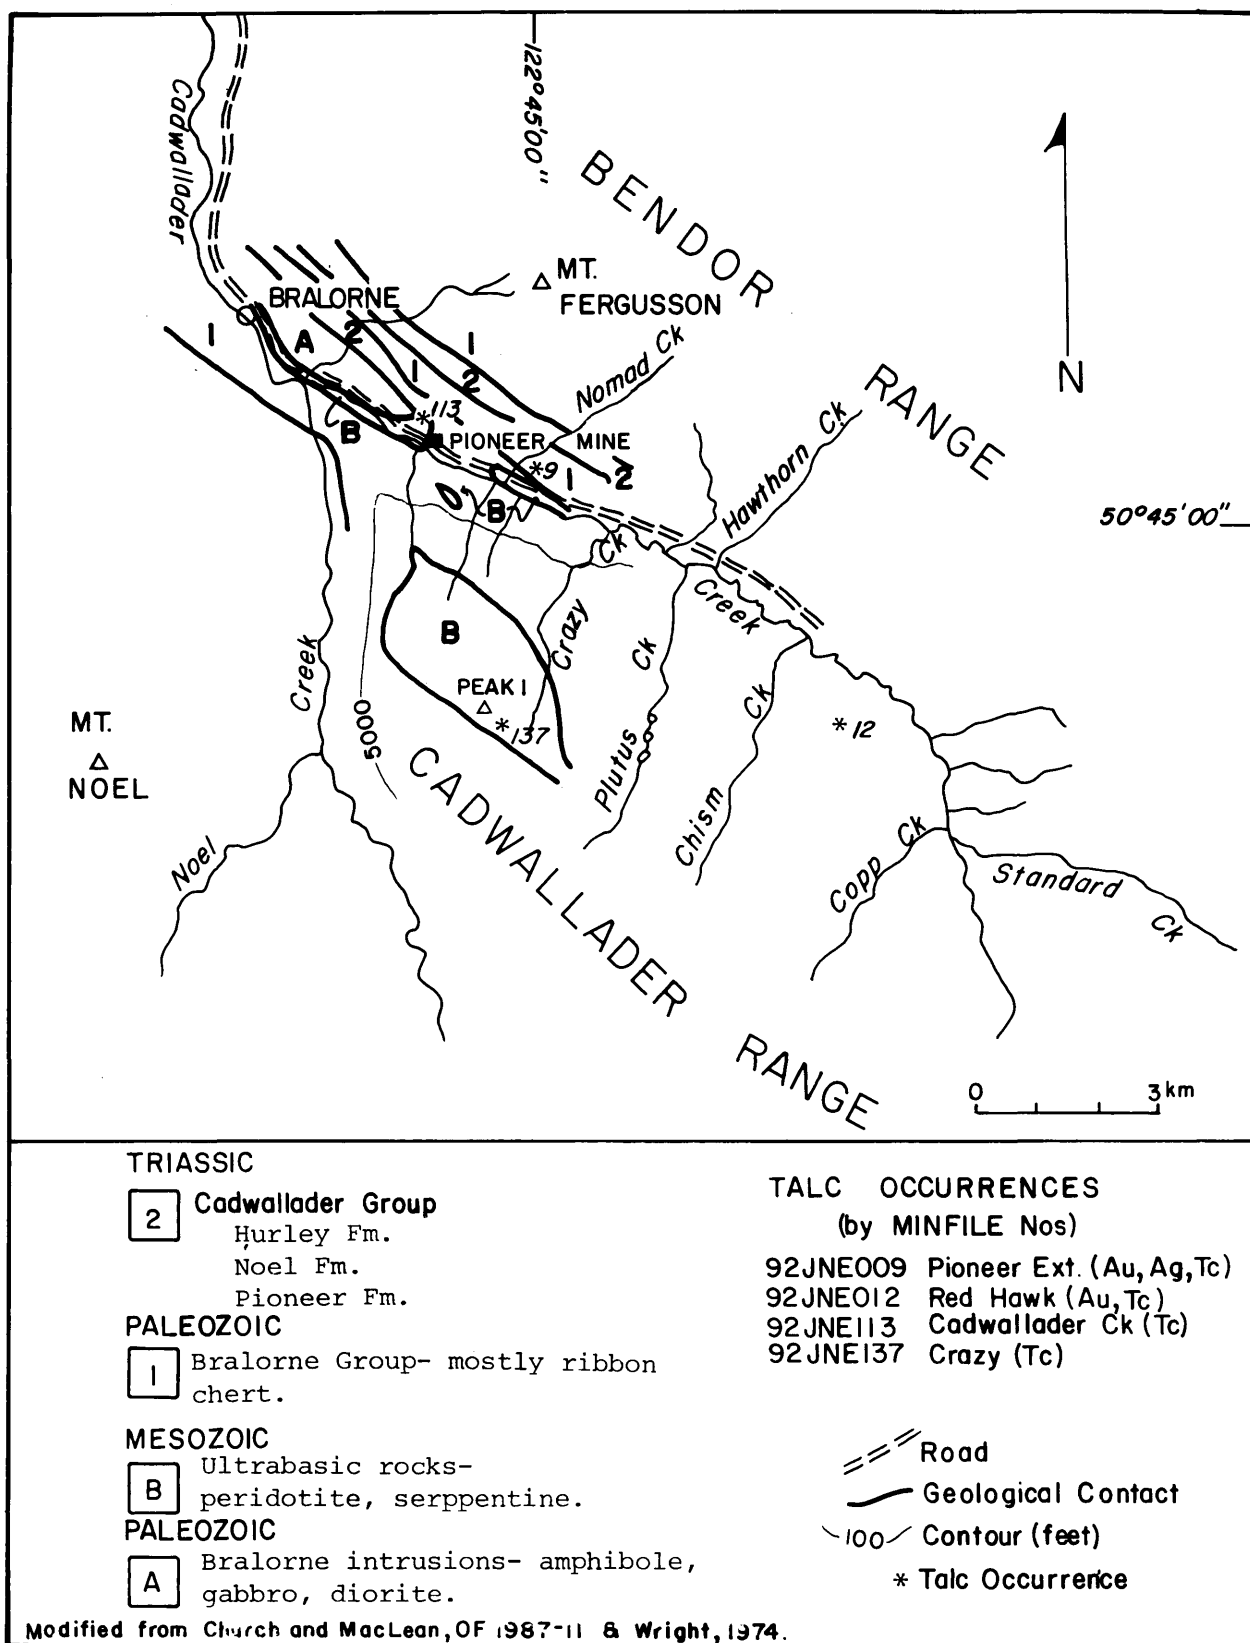 122°45'00"
Cadwallader
BENDOR
RANGE
MT.
FERGUSSON
BRALORNE
1
A
2
1
1
2
Nomad Ck
N
B
*113
PIONEER MINE
*9
1
2
B
Hawthorn Ck
50°45'00"
Ck
Creek
B
Crazy
Ck
Creek
PEAK 1
*137
5000
Ck
*12
MT.
NOEL
Plutus
Chism
CADWALLADER
RANGE
Noel
Copp Ck
Standard
Ck
0 3 km
TRIASSIC
2 Cadwallader Group
Hurley Fm.
Noel Fm.
Pioneer Fm.
PALEOZOIC
1 Bralorne Group- mostly ribbon
chert.
MESOZOIC
B Ultrabasic rocks-
peridotite, serppentine.
PALEOZOIC
A Bralorne intrusions- amphibole,
gabbro, diorite.
TALC OCCURRENCES
(by MINFILE Nos)
92JNE009 Pioneer Ext. (Au, Ag, Tc)
92JNE012 Red Hawk (Au, Tc)
92JNE113 Cadwallader Ck (Tc)
92JNE137 Crazy (Tc)
Road
Geological Contact
100 Contour (feet)
* Talc Occurrence
Modified from Church and MacLean, OF 1987-11 & Wright, 1974.